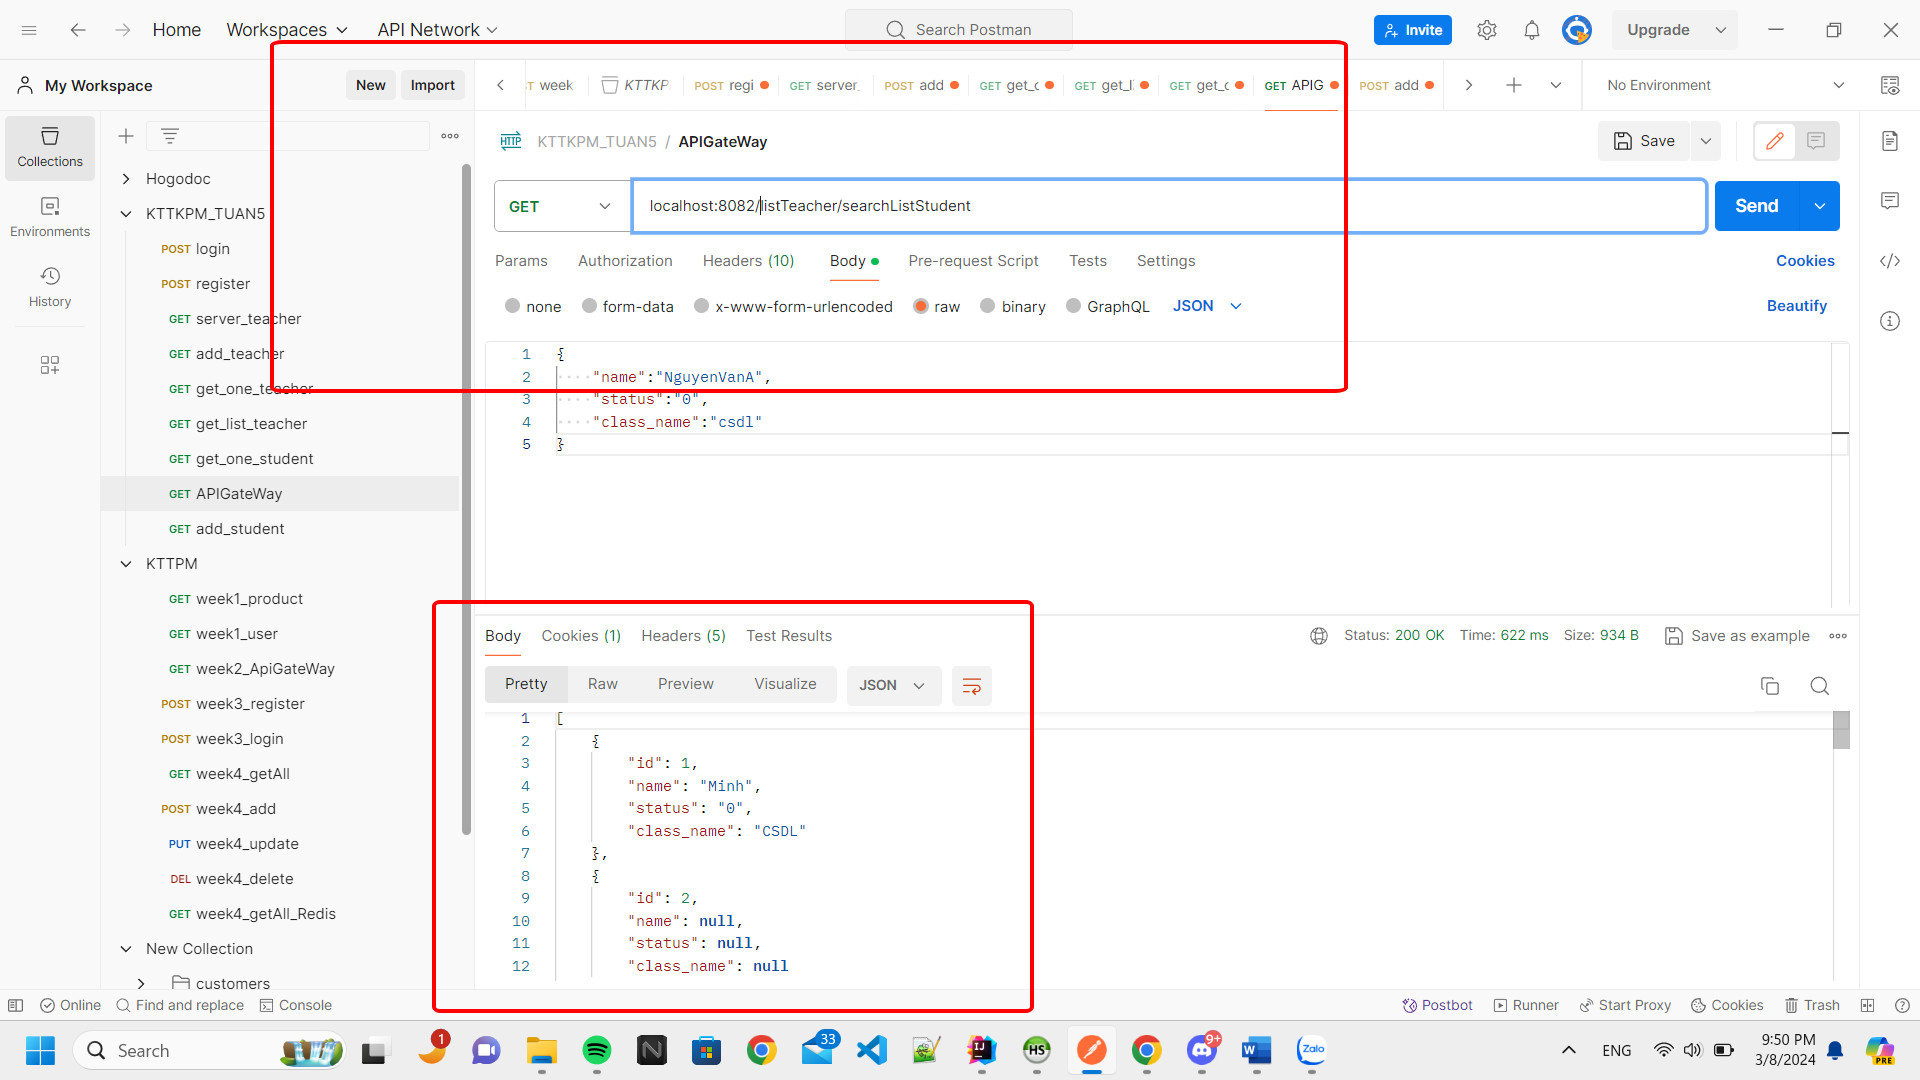 Home Workspaces API Network Search Postman Invite Upgrade
My Workspace New Import week KTTKP POST regi GET server_ POST add GET get_c GET get_l GET get_c GET APIG POST add No Environment
Collections
Environments
History
Hogodoc
KTTKPM_TUAN5
POST login
POST register
GET server_teacher
GET add_teacher
GET get_one_teacher
GET get_list_teacher
GET get_one_student
GET APIGateWay
GET add_student
KTTPM
GET week1_product
GET week1_user
GET week2_ApiGateWay
POST week3_register
POST week3_login
GET week4_getAll
POST week4_add
PUT week4_update
DEL week4_delete
GET week4_getAll_Redis
New Collection
customers
HTTP KTTKPM_TUAN5 / APIGateWay Save
GET localhost:8082/listTeacher/searchListStudent Send
Params Authorization Headers (10) Body Pre-request Script Tests Settings Cookies
none form-data x-www-form-urlencoded raw binary GraphQL JSON Beautify
1 {
2 "name":"NguyenVanA",
3 "status":"0",
4 "class_name":"csdl"
5 }
Body Cookies (1) Headers (5) Test Results Status: 200 OK Time: 622 ms Size: 934 B Save as example
Pretty Raw Preview Visualize JSON
1 [
2 {
3 "id": 1,
4 "name": "Minh",
5 "status": "0",
6 "class_name": "CSDL"
7 },
8 {
9 "id": 2,
10 "name": null,
11 "status": null,
12 "class_name": null
Online Find and replace Console Postbot Runner Start Proxy Cookies Trash
Search 1 33 N IJ HS 9+ W Zalo ENG 9:50 PM
3/8/2024 PRE